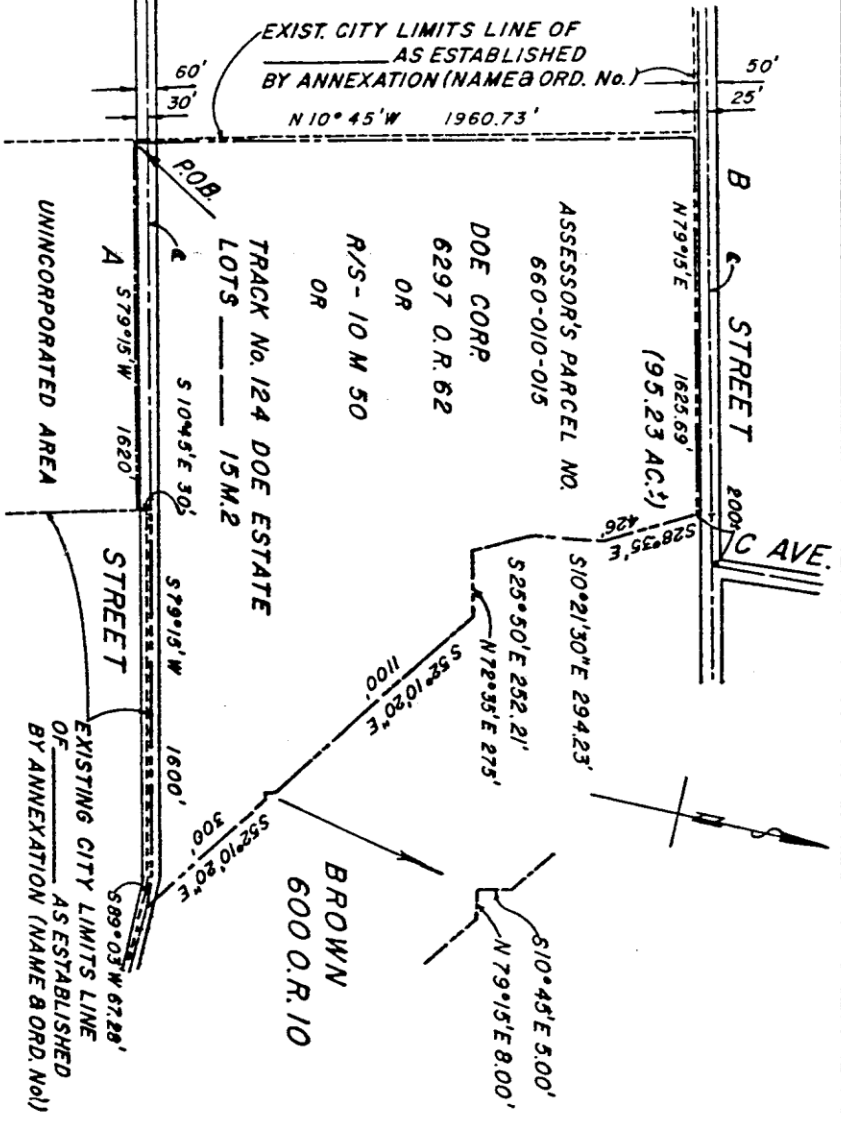 EXIST. CITY LIMITS LINE OF
________ AS ESTABLISHED
BY ANNEXATION (NAME & ORD. No.)
60'
30'
50'
25'
N 10° 45' W 1960.73'
P.O.B.
B STREET
N 79° 15' E 1625.69'
(95.23 AC.±)
200±
C AVE.
ASSESSOR'S PARCEL NO.
660-010-015
DOE CORP.
6297 O.R. 62
OR
R/S - 10 M 50
OR
TRACK No. 124 DOE ESTATE
LOTS ________ 15 M.2
S 28° 35' E
426'
S 10° 21' 30" E 294.23'
S 25° 50' E 252.21'
N 72° 35' E 275'
S 52° 10' 20" E
1100'
S 52° 10' 20" E
300'
S 10° 45' E 5.00'
N 79° 15' E 8.00'
BROWN
600 O.R. 10
A STREET
S 79° 15' W 1620'
S 10° 45' E 30'
S 79° 15' W 1600'
S 89° 03' W 67.28'
UNINCORPORATED AREA
EXISTING CITY LIMITS LINE
OF ________ AS ESTABLISHED
BY ANNEXATION (NAME & ORD. No.)